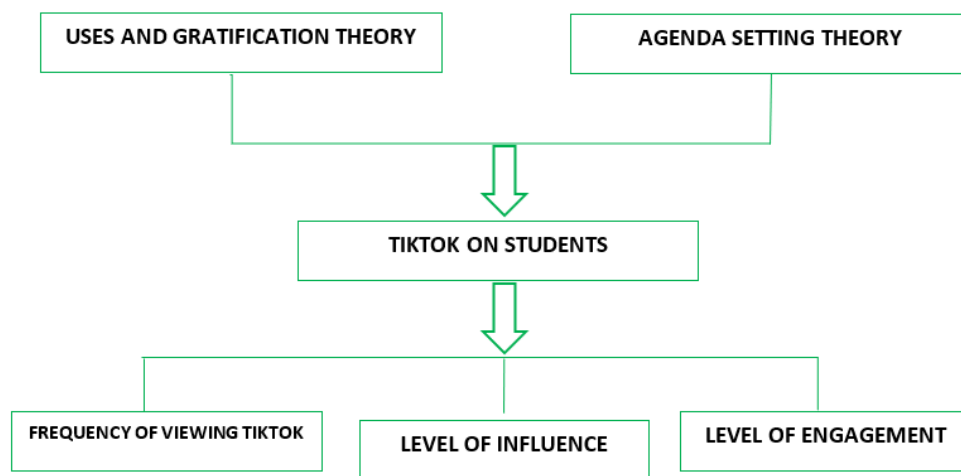 USES AND GRATIFICATION THEORY
AGENDA SETTING THEORY
TIKTOK ON STUDENTS
FREQUENCY OF VIEWING TIKTOK
LEVEL OF INFLUENCE
LEVEL OF ENGAGEMENT